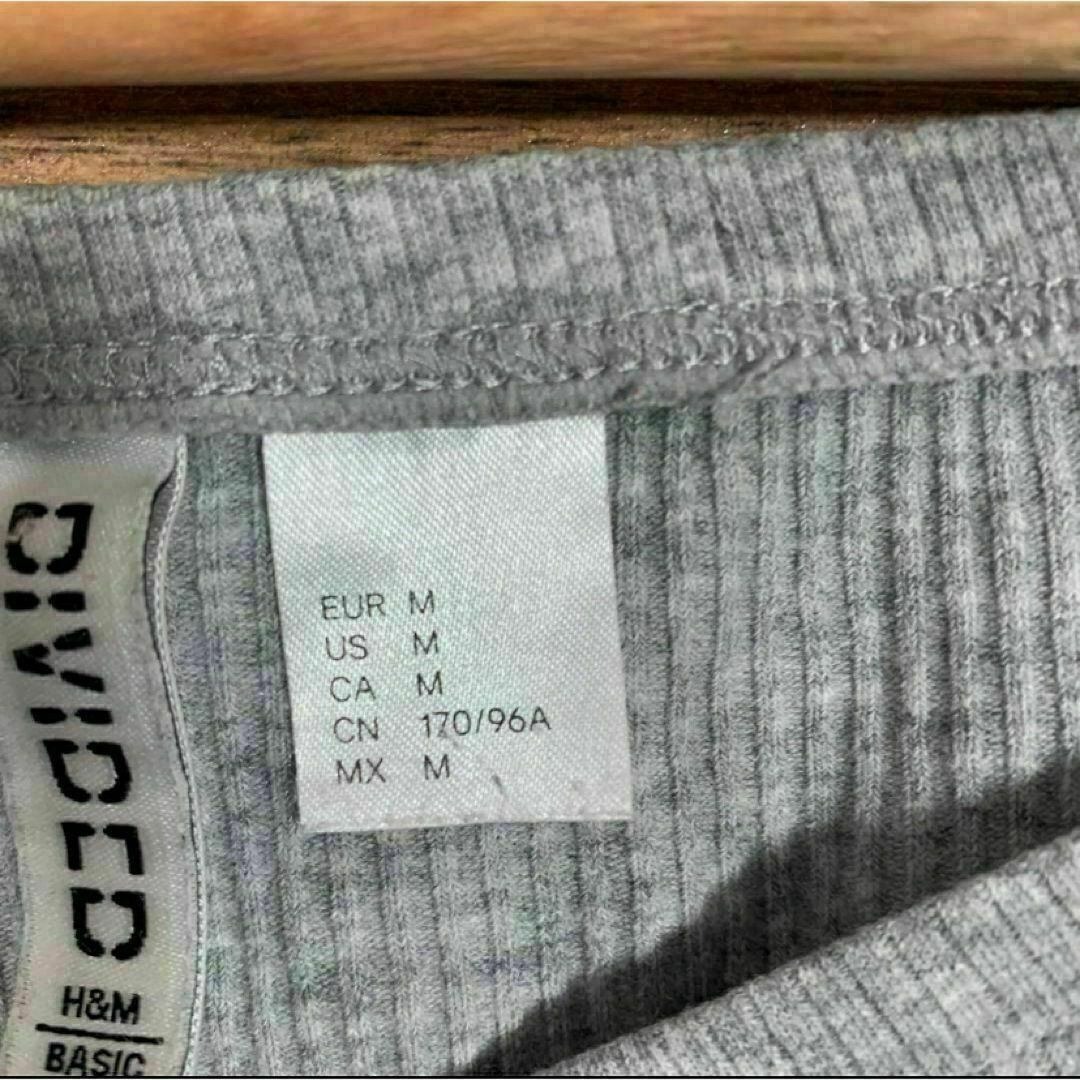 DIVIDED
H&M
BASIC
EUR M
US M
CA M
CN 170/96A
MX M